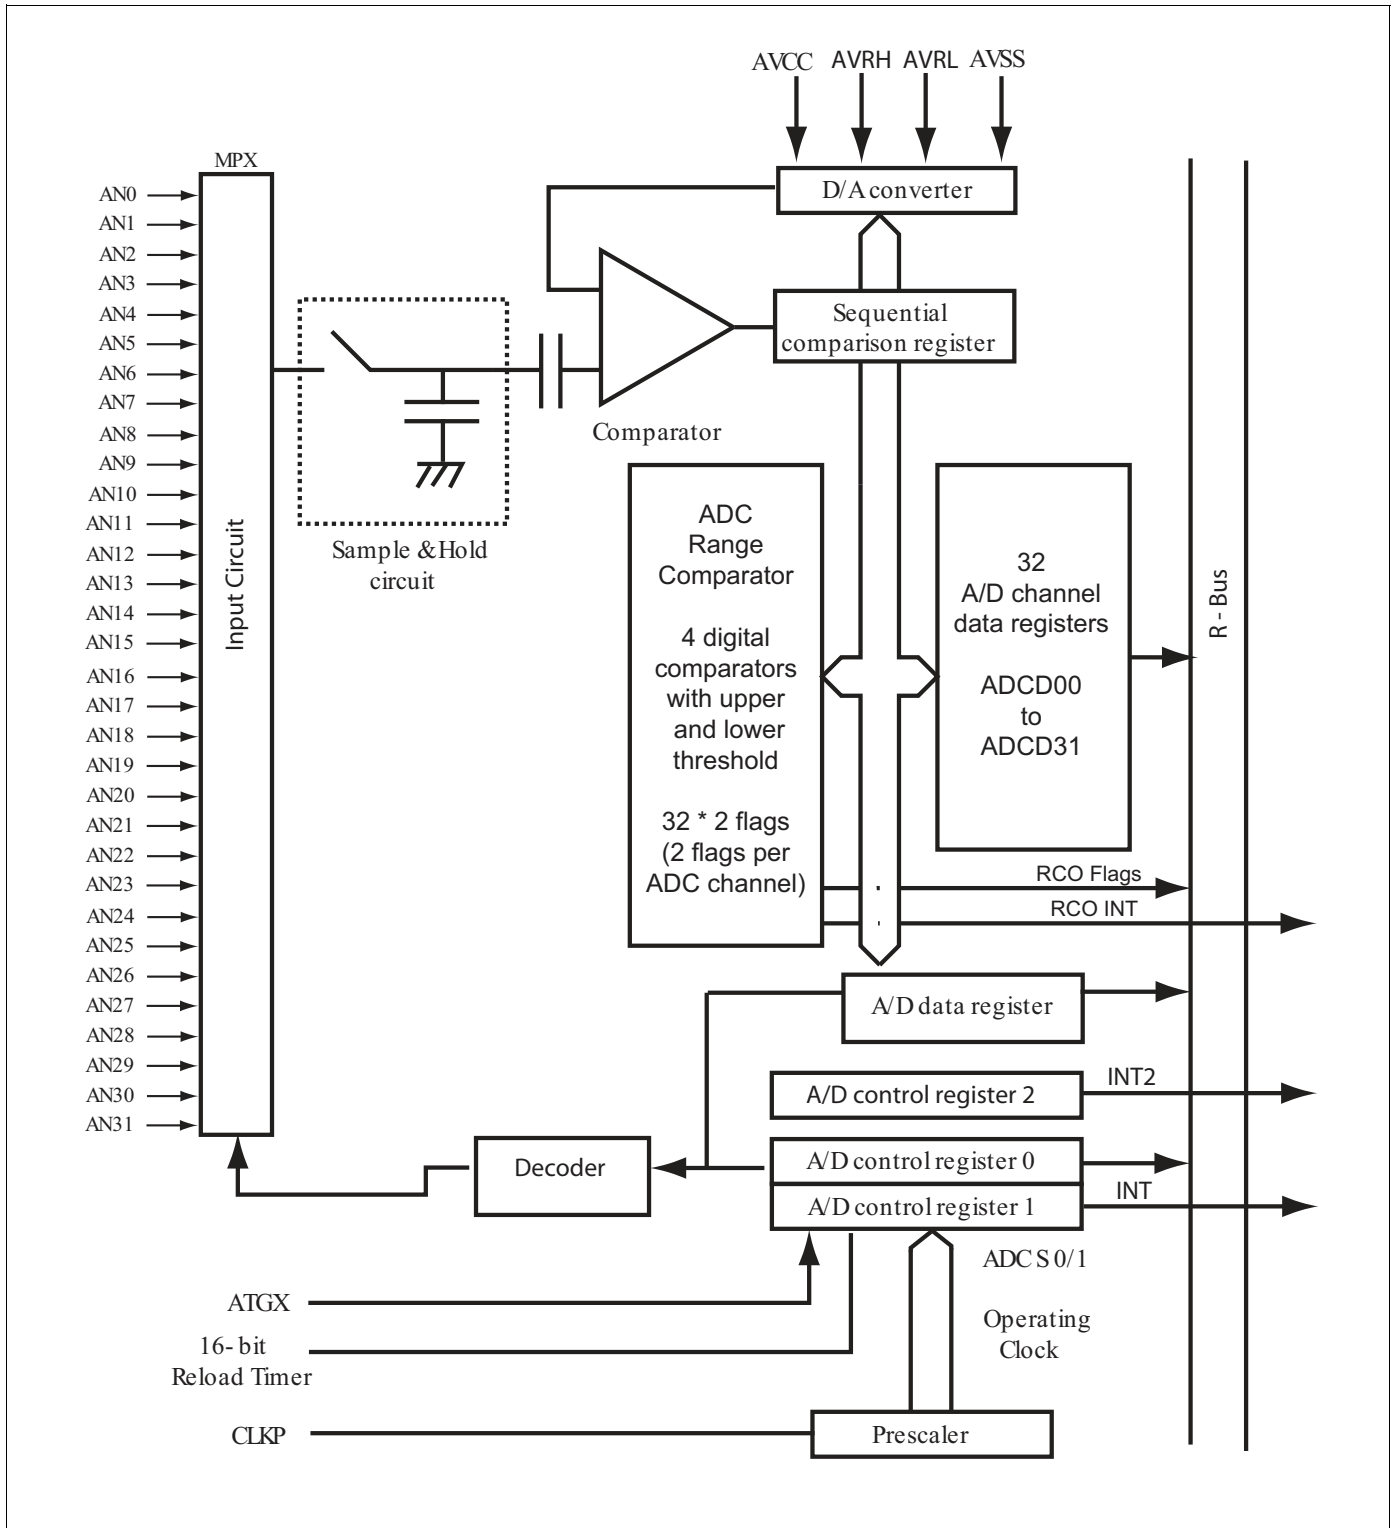 AVCC AVRH AVRL AVSS
MPX
D/A converter
AN0
AN1
AN2
AN3
AN4
AN5
AN6
AN7
AN8
AN9
AN10
AN11
AN12
AN13
AN14
AN15
AN16
AN17
AN18
AN19
AN20
AN21
AN22
AN23
AN24
AN25
AN26
AN27
AN28
AN29
AN30
AN31
Input Circuit
Sample &Hold
circuit
Comparator
Sequential
comparison register
ADC
Range
Comparator
4 digital
comparators
with upper
and lower
threshold
32 * 2 flags
(2 flags per
ADC channel)
32
A/D channel
data registers
ADCD00
to
ADCD31
R - Bus
RCO Flags
RCO INT
A/D data register
A/D control register 2
INT2
Decoder
A/D control register 0
A/D control register 1
INT
ADCS 0/1
ATGX
16- bit
Reload Timer
Operating
Clock
CLKP
Prescaler